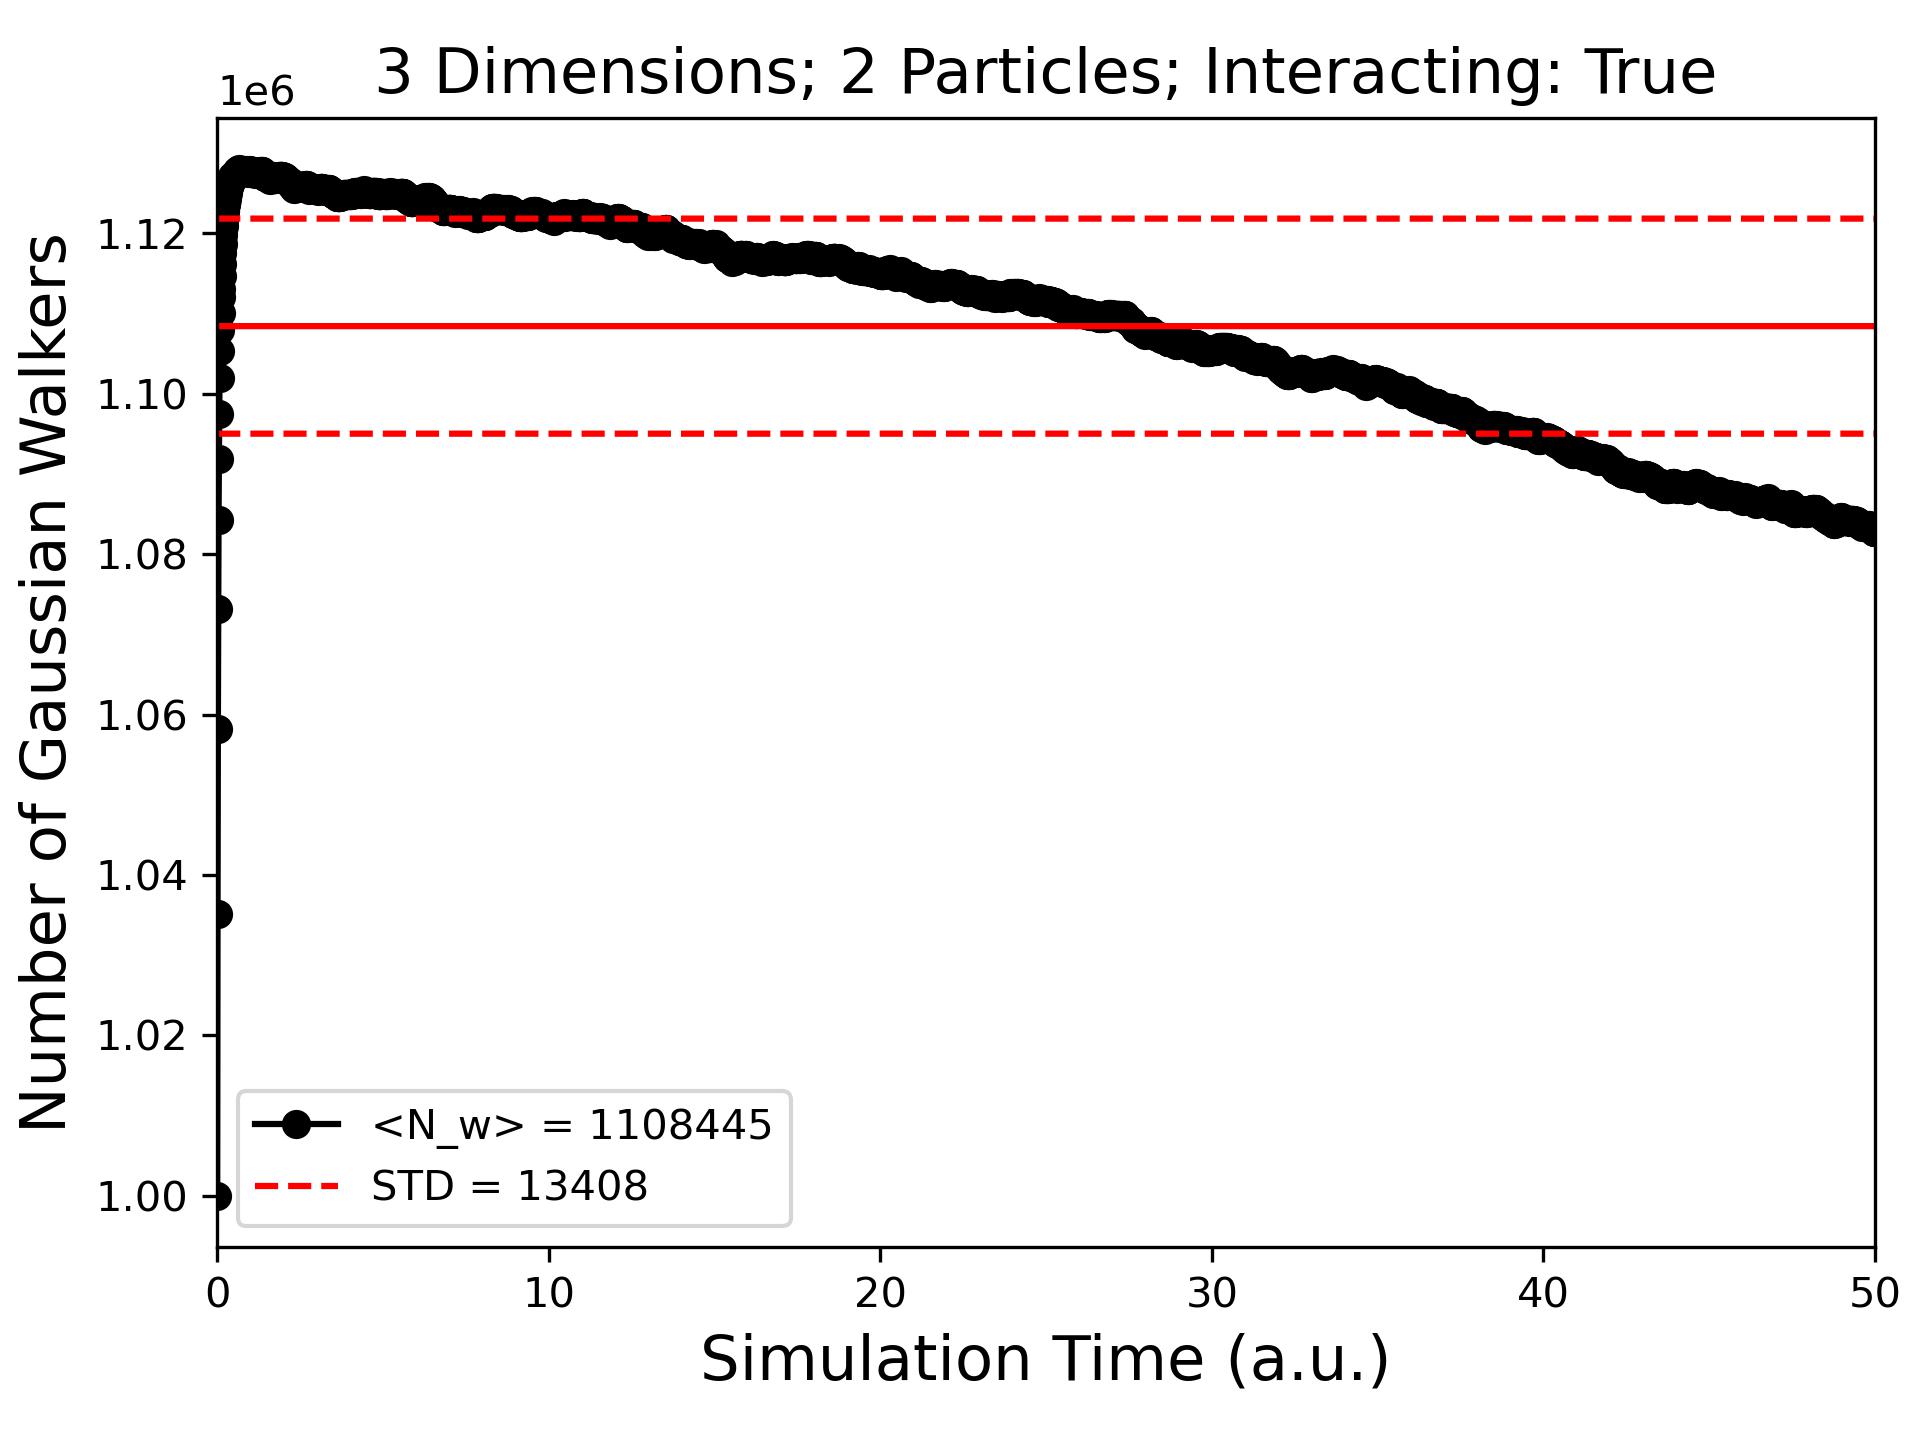 3 Dimensions; 2 Particles; Interacting: True
1e6
Number of Gaussian Walkers
1.12
1.10
1.08
1.06
1.04
1.02
1.00
<N_w> = 1108445
STD = 13408
0 10 20 30 40 50
Simulation Time (a.u.)